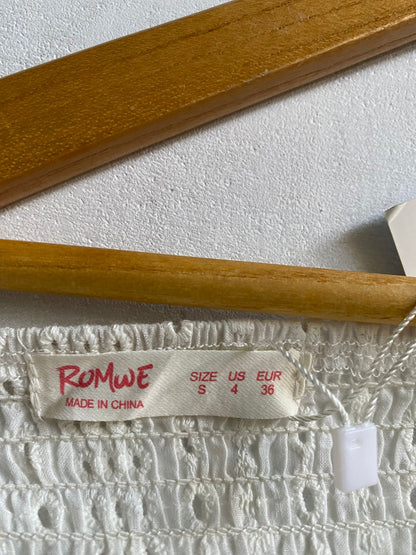 ROMWE
MADE IN CHINA
SIZE US EUR
S 4 36